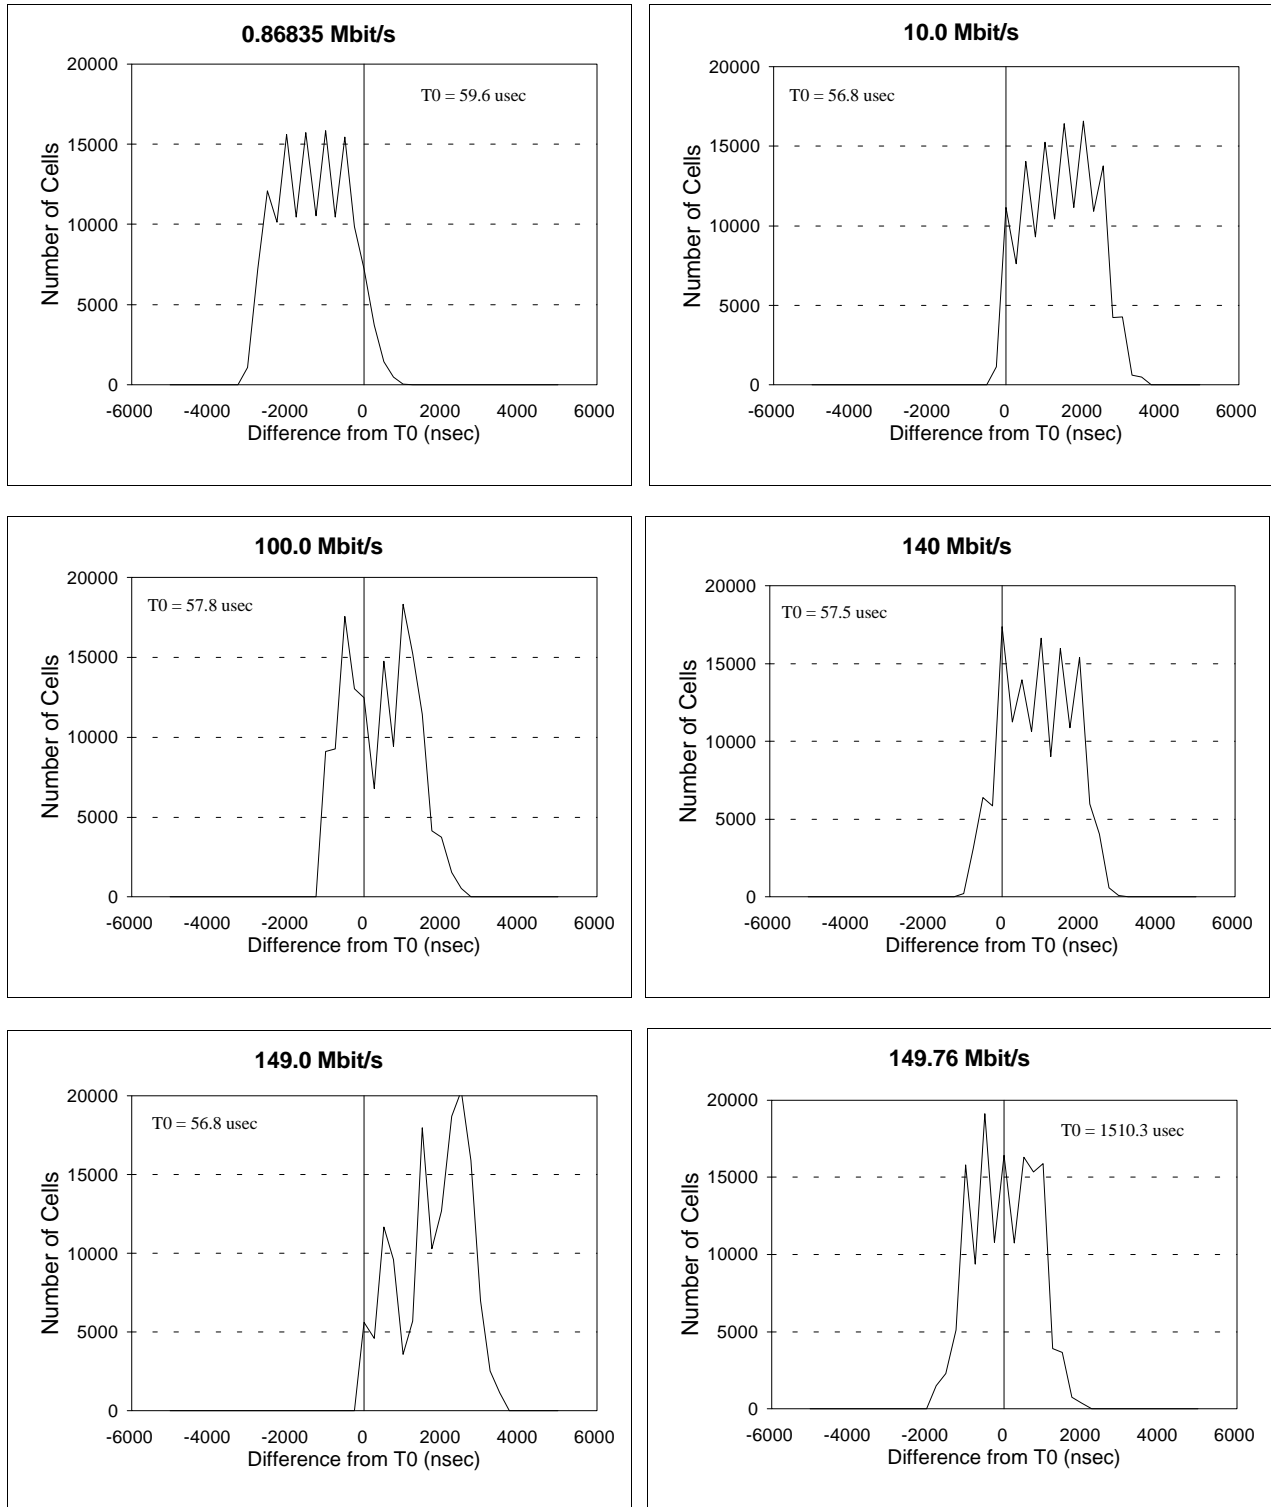 0.86835 Mbit/s
T0 = 59.6 usec
Number of Cells
20000
15000
10000
5000
0
-6000 -4000 -2000 0 2000 4000 6000
Difference from T0 (nsec)
10.0 Mbit/s
T0 = 56.8 usec
Number of Cells
20000
15000
10000
5000
0
-6000 -4000 -2000 0 2000 4000 6000
Difference from T0 (nsec)
100.0 Mbit/s
T0 = 57.8 usec
Number of Cells
20000
15000
10000
5000
0
-6000 -4000 -2000 0 2000 4000 6000
Difference from T0 (nsec)
140 Mbit/s
T0 = 57.5 usec
Number of Cells
20000
15000
10000
5000
0
-6000 -4000 -2000 0 2000 4000 6000
Difference from T0 (nsec)
149.0 Mbit/s
T0 = 56.8 usec
Number of Cells
20000
15000
10000
5000
0
-6000 -4000 -2000 0 2000 4000 6000
Difference from T0 (nsec)
149.76 Mbit/s
T0 = 1510.3 usec
Number of Cells
20000
15000
10000
5000
0
-6000 -4000 -2000 0 2000 4000 6000
Difference from T0 (nsec)